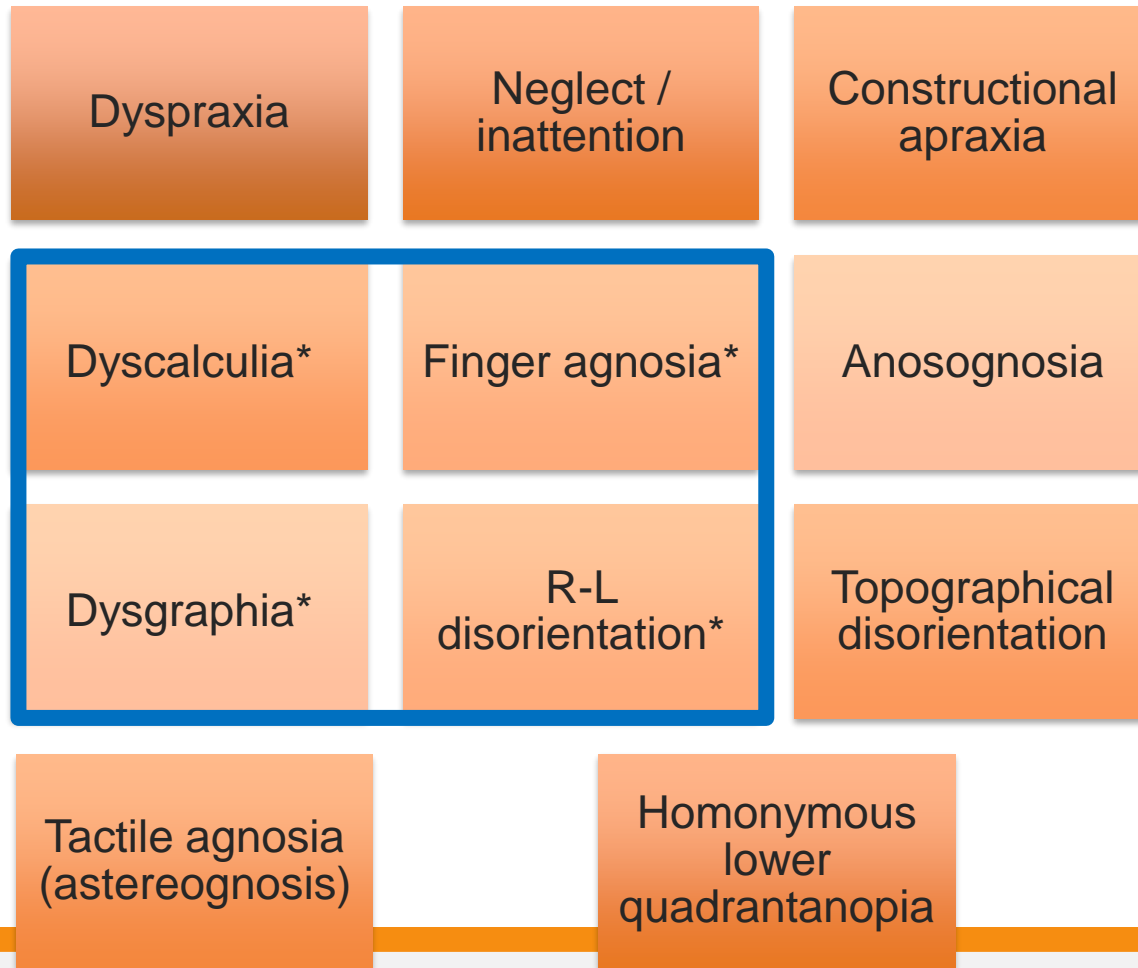 Dyspraxia
Neglect /
inattention
Constructional
apraxia
Dyscalculia*
Finger agnosia*
Anosognosia
Dysgraphia*
R-L
disorientation*
Topographical
disorientation
Tactile agnosia
(astereognosis)
Homonymous
lower
quadrantanopia